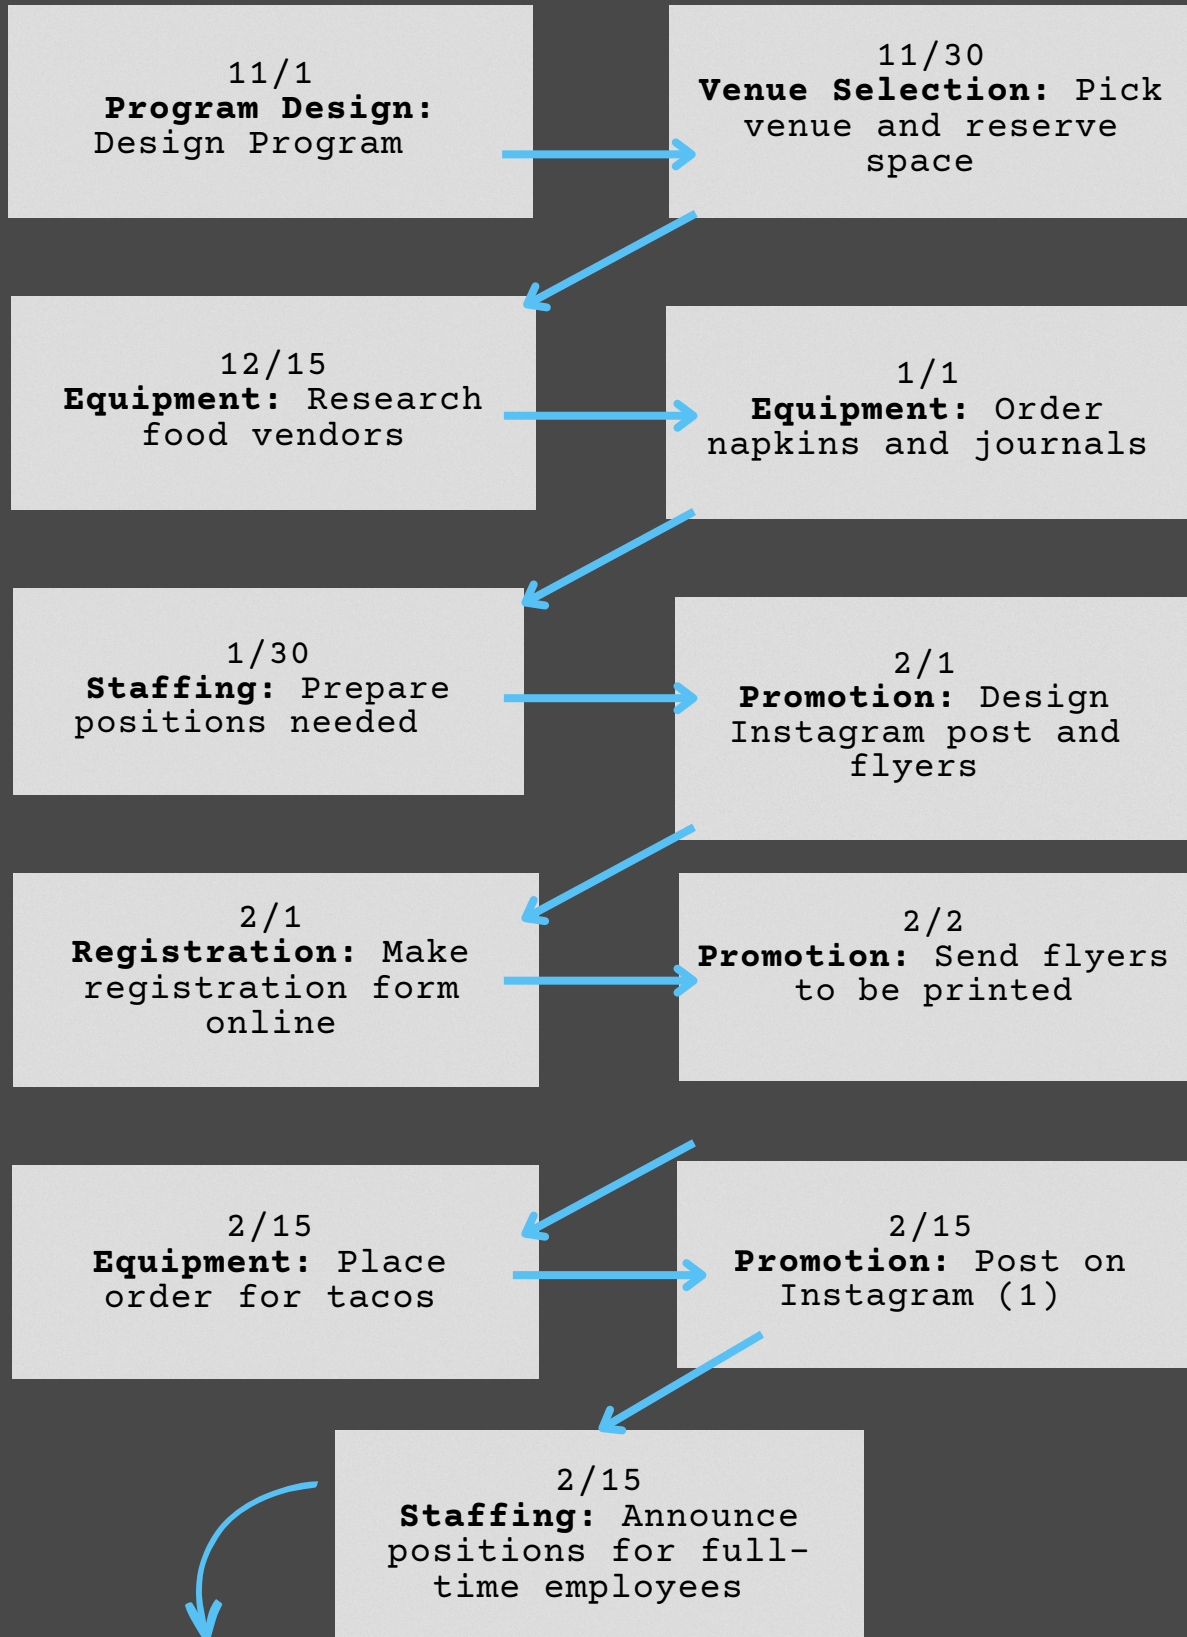 11/1
Program Design:
Design Program
11/30
Venue Selection: Pick
venue and reserve
space
12/15
Equipment: Research
food vendors
1/1
Equipment: Order
napkins and journals
1/30
Staffing: Prepare
positions needed
2/1
Promotion: Design
Instagram post and
flyers
2/1
Registration: Make
registration form
online
2/2
Promotion: Send flyers
to be printed
2/15
Equipment: Place
order for tacos
2/15
Promotion: Post on
Instagram (1)
2/15
Staffing: Announce
positions for full-
time employees